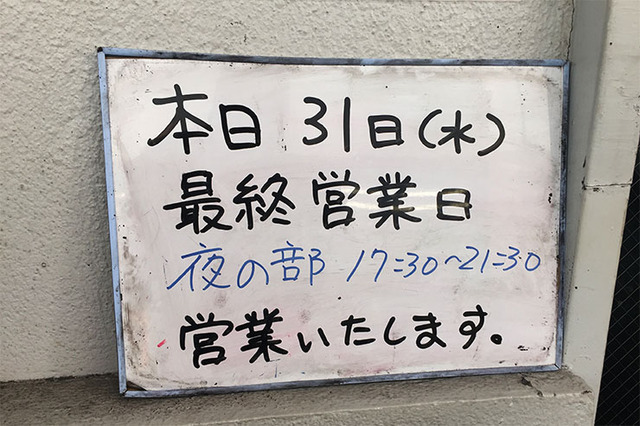 本日 31日(水)
最終営業日
夜の部 17:30~21:30
営業いたします。